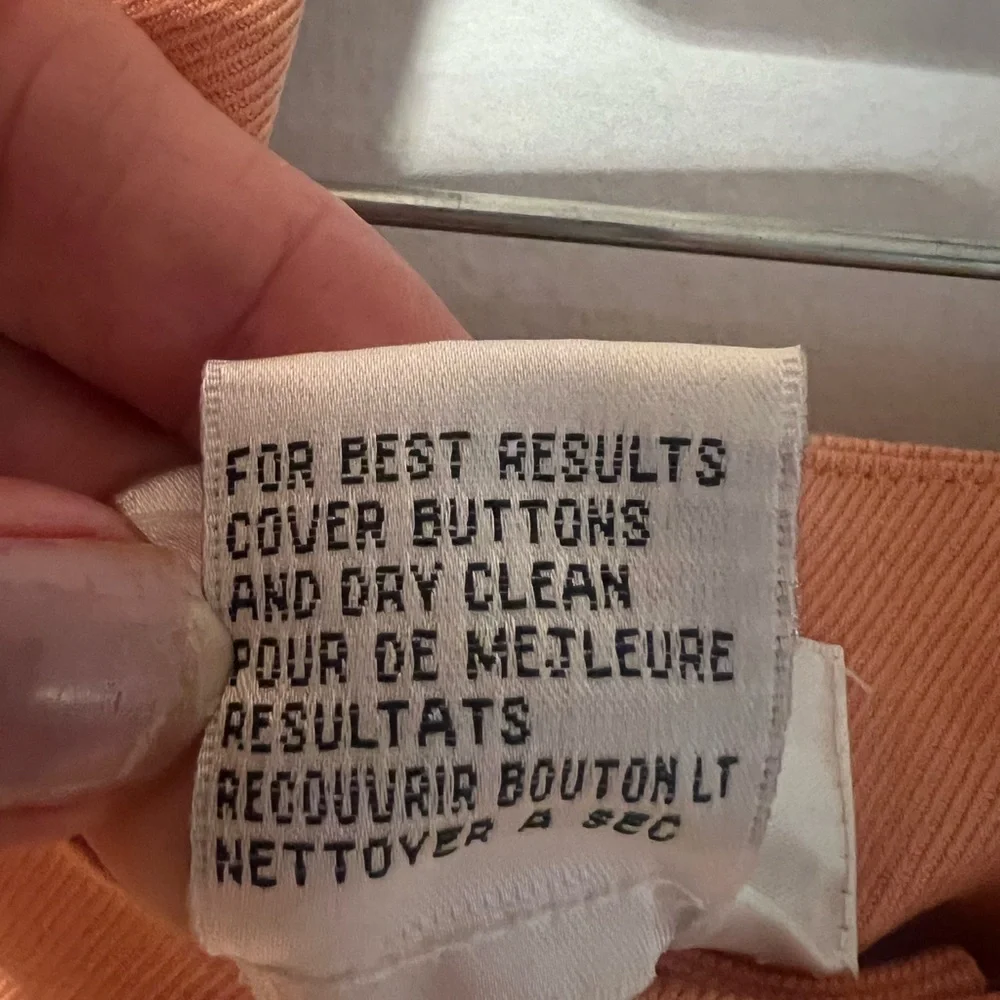 FOR BEST RESULTS
COVER BUTTONS
AND DRY CLEAN
POUR DE MEJLEURE
RESULTATS
RECOUVRIR BOUTON LT
NETTOYER A SEC